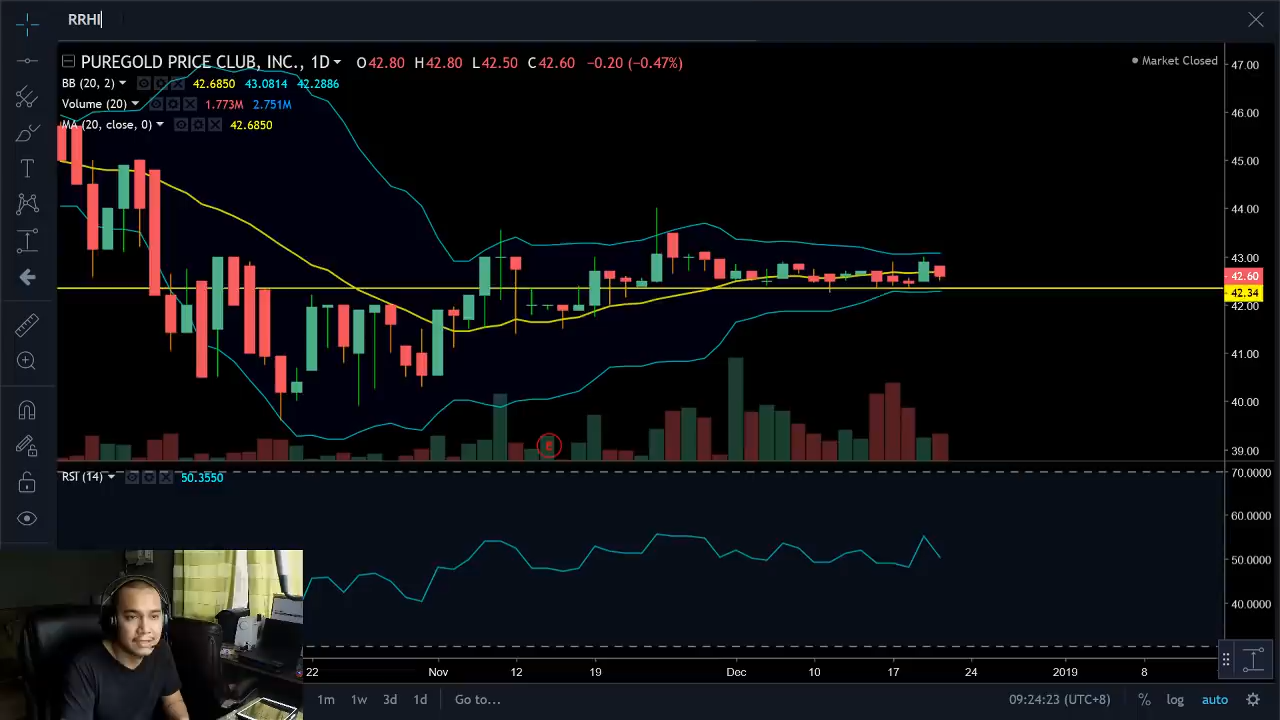 RRHI
PUREGOLD PRICE CLUB, INC., 1D O42.80 H42.80 L42.50 C42.60 −0.20 (−0.47%)
Market Closed
BB (20, 2) 42.6850 43.0814 42.2886
Volume (20) 1.773M 2.751M
MA (20, close, 0) 42.6850
47.00
46.00
45.00
44.00
43.00
42.60
42.34
42.00
41.00
40.00
39.00
E
RSI (14) 50.3550
70.0000
60.0000
50.0000
40.0000
22 Nov 12 19 Dec 10 17 24 2019 8
1m 1w 3d 1d Go to... 09:24:23 (UTC+8) % log auto